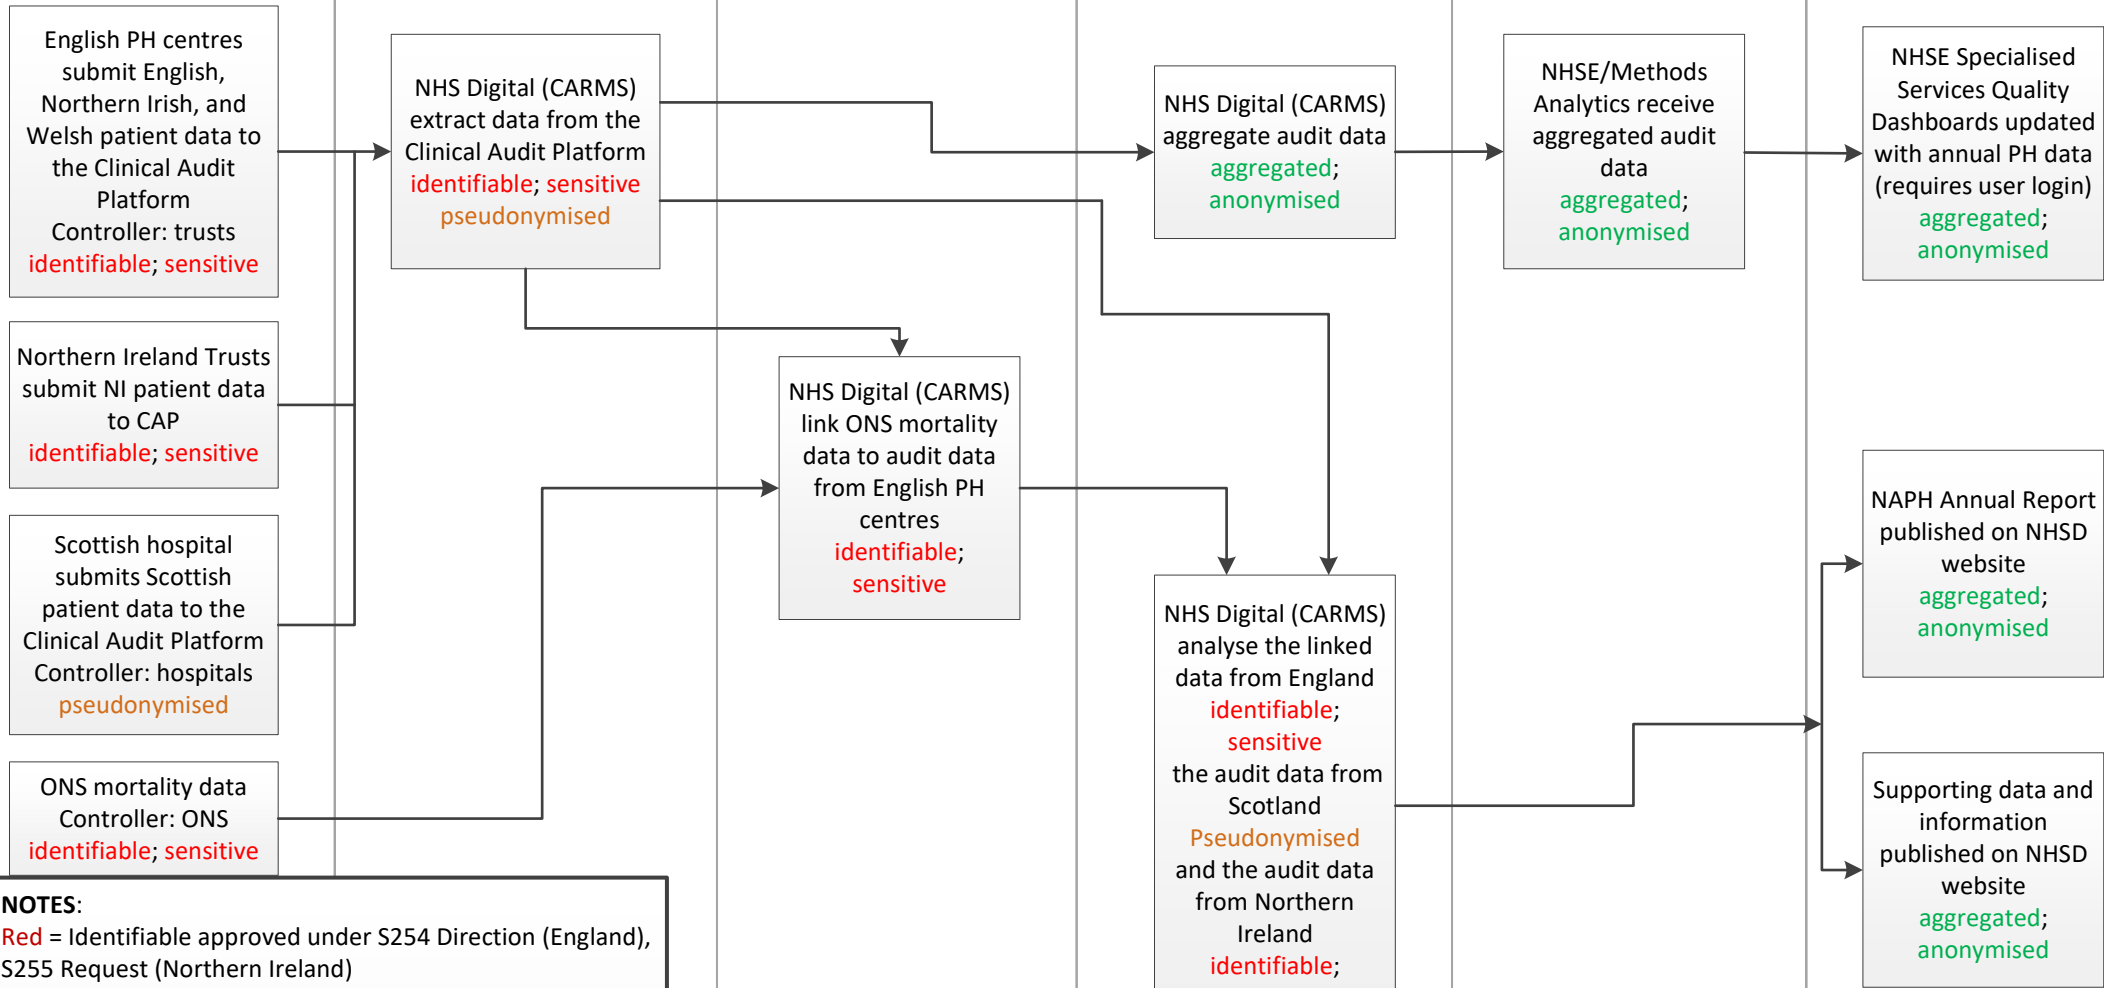 English PH centres
submit English,
Northern Irish, and
Welsh patient data to
the Clinical Audit
Platform
Controller: trusts
identifiable; sensitive
Northern Ireland Trusts
submit NI patient data
to CAP
identifiable; sensitive
Scottish hospital
submits Scottish
patient data to the
Clinical Audit Platform
Controller: hospitals
pseudonymised
ONS mortality data
Controller: ONS
identifiable; sensitive
NOTES:
Red = Identifiable approved under S254 Direction (England),
S255 Request (Northern Ireland)
NHS Digital (CARMS)
extract data from the
Clinical Audit Platform
identifiable; sensitive
pseudonymised
NHS Digital (CARMS)
link ONS mortality
data to audit data
from English PH
centres
identifiable;
sensitive
NHS Digital (CARMS)
aggregate audit data
aggregated;
anonymised
NHS Digital (CARMS)
analyse the linked
data from England
identifiable;
sensitive
the audit data from
Scotland
Pseudonymised
and the audit data
from Northern
Ireland
identifiable;
NHSE/Methods
Analytics receive
aggregated audit
data
aggregated;
anonymised
NHSE Specialised
Services Quality
Dashboards updated
with annual PH data
(requires user login)
aggregated;
anonymised
NAPH Annual Report
published on NHSD
website
aggregated;
anonymised
Supporting data and
information
published on NHSD
website
aggregated;
anonymised